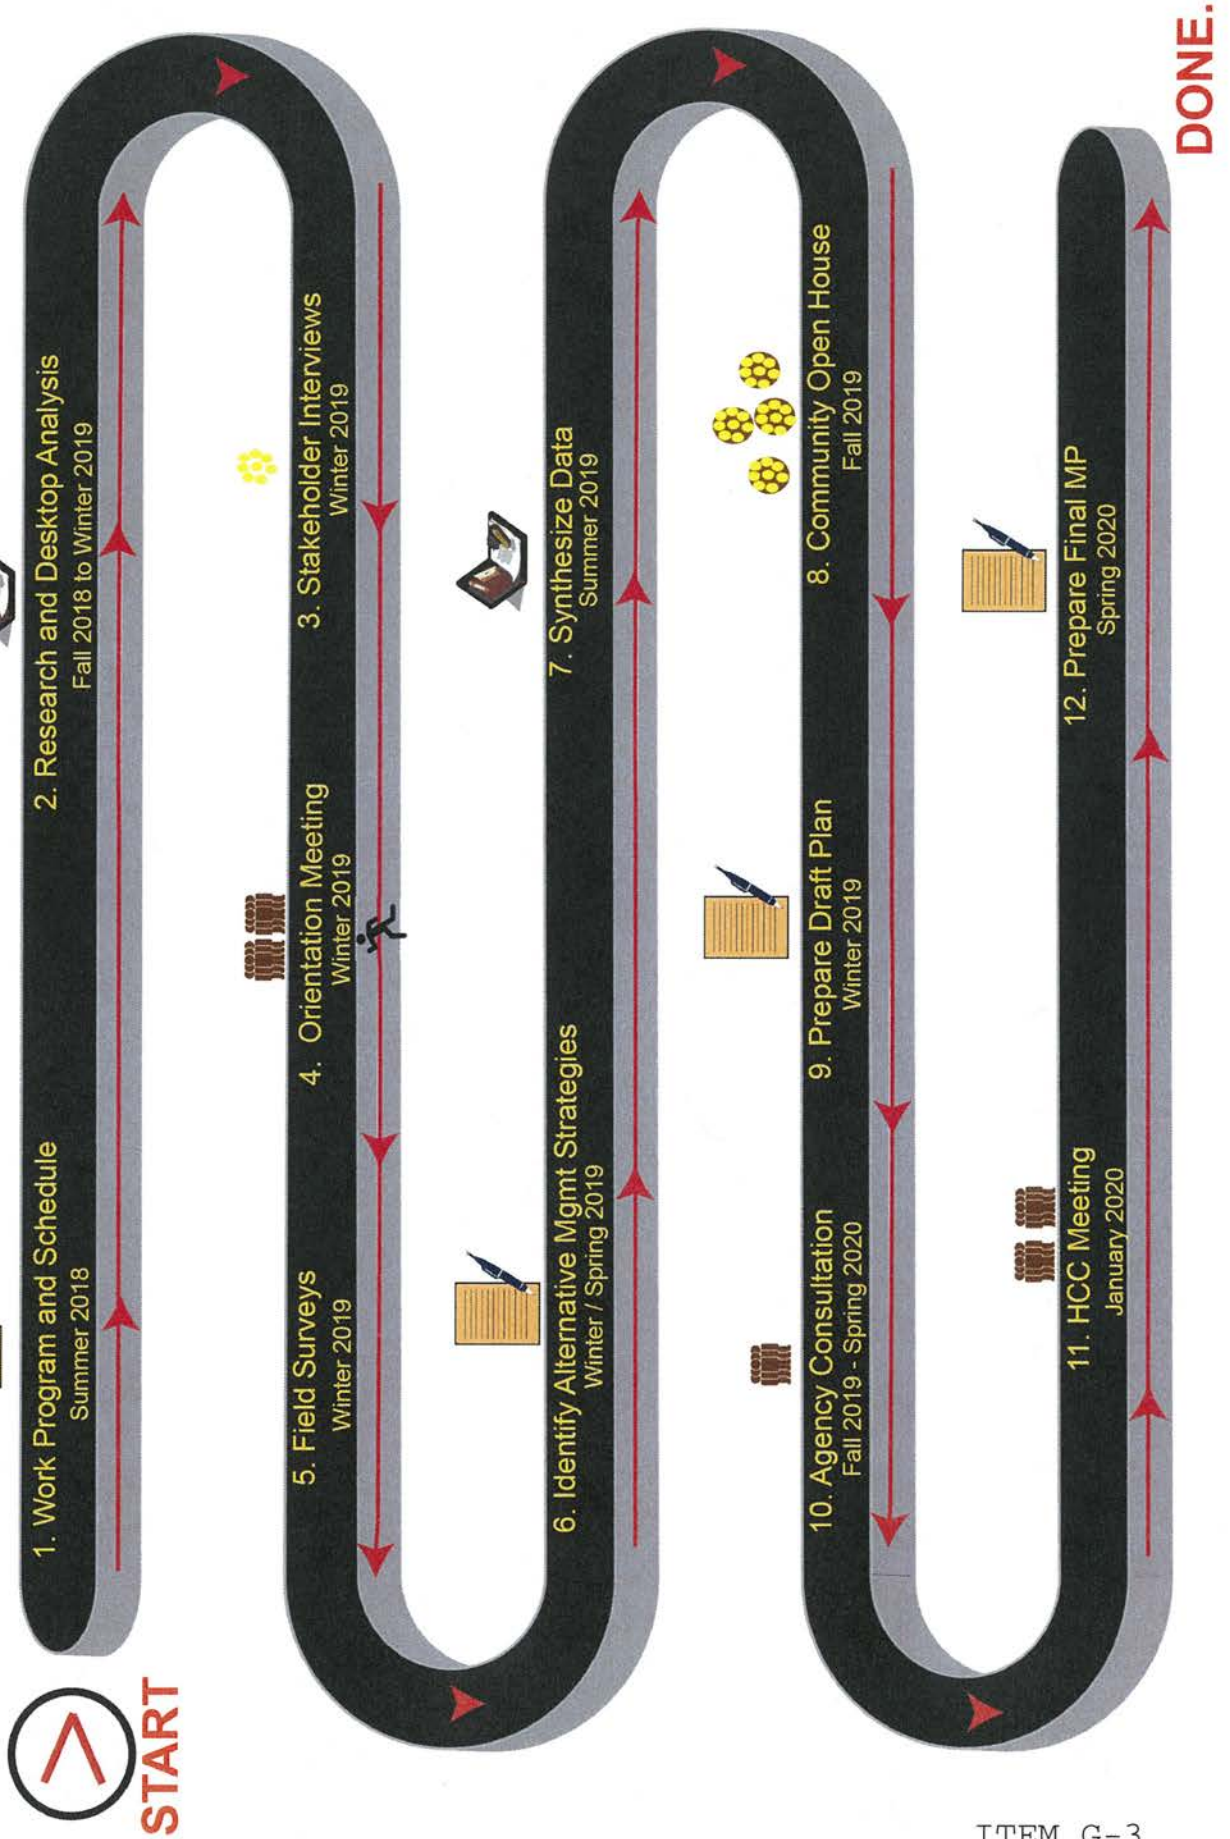 START
1. Work Program and Schedule
Summer 2018
2. Research and Desktop Analysis
Fall 2018 to Winter 2019
3. Stakeholder Interviews
Winter 2019
4. Orientation Meeting
Winter 2019
5. Field Surveys
Winter 2019
6. Identify Alternative Mgmt Strategies
Winter / Spring 2019
7. Synthesize Data
Summer 2019
8. Community Open House
Fall 2019
9. Prepare Draft Plan
Winter 2019
10. Agency Consultation
Fall 2019 - Spring 2020
11. HCC Meeting
January 2020
12. Prepare Final MP
Spring 2020
DONE.
ITEM G-3